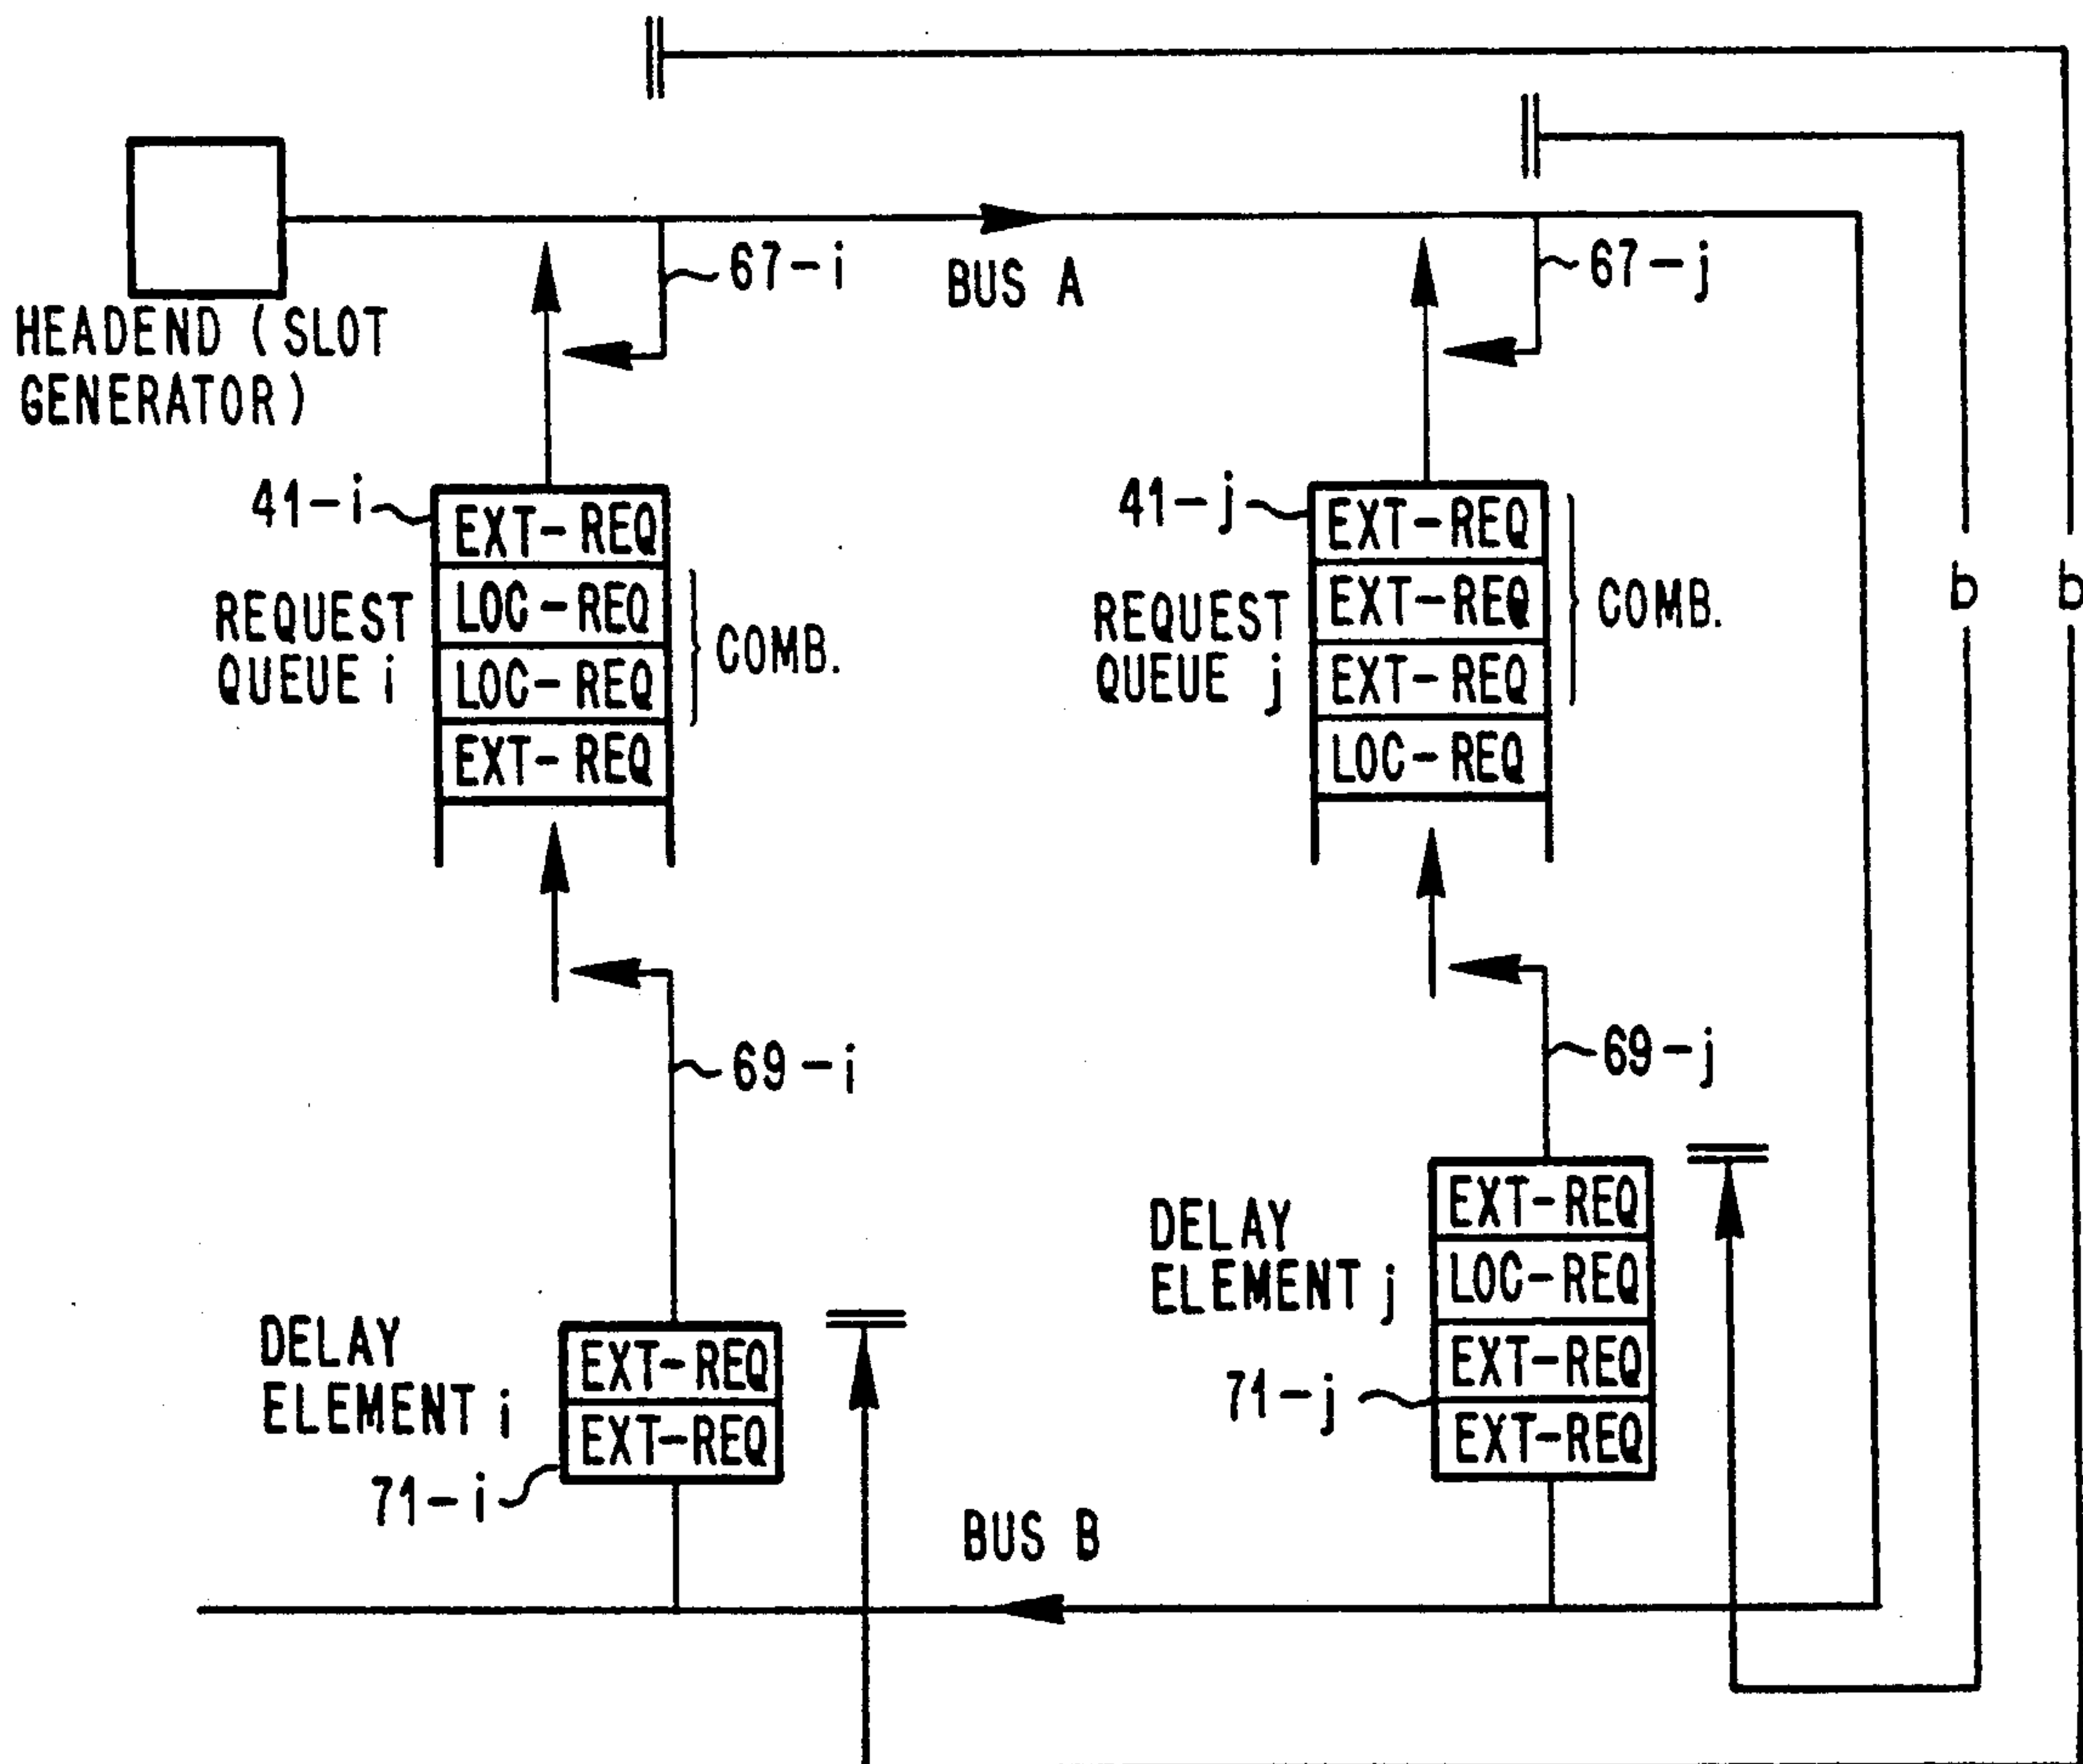 67-i
BUS A
67-j
HEADEND (SLOT
GENERATOR)
41-i
EXT-REQ
LOC-REQ
LOC-REQ
EXT-REQ
REQUEST
QUEUE i
COMB.
41-j
EXT-REQ
EXT-REQ
EXT-REQ
LOC-REQ
REQUEST
QUEUE j
COMB.
b
b
69-i
69-j
DELAY
ELEMENT j
EXT-REQ
LOC-REQ
EXT-REQ
EXT-REQ
71-j
DELAY
ELEMENT i
EXT-REQ
EXT-REQ
71-i
BUS B